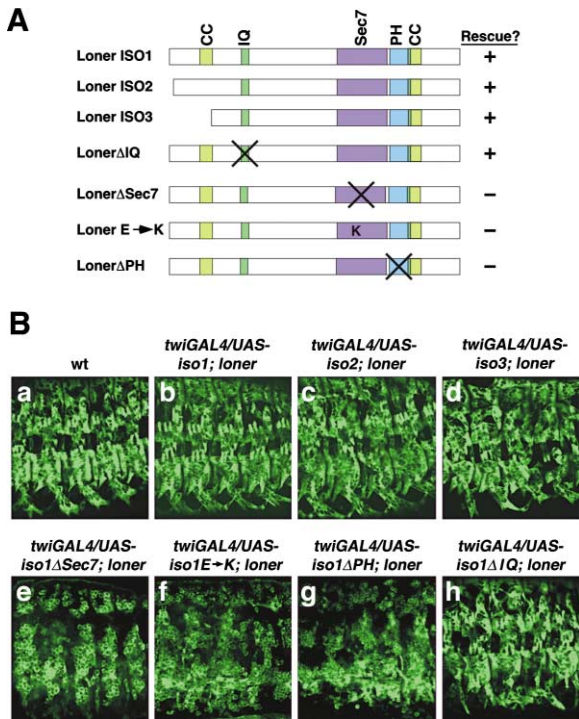 A
CC
IQ
Sec7
PH
CC
Rescue?
Loner ISO1
+
Loner ISO2
+
Loner ISO3
+
LonerΔIQ
+
LonerΔSec7
−
Loner E→K
K
−
LonerΔPH
−
B
wt
twiGAL4/UAS-
iso1; loner
twiGAL4/UAS-
iso2; loner
twiGAL4/UAS-
iso3; loner
a
b
c
d
twiGAL4/UAS-
iso1ΔSec7; loner
twiGAL4/UAS-
iso1E→K; loner
twiGAL4/UAS-
iso1ΔPH; loner
twiGAL4/UAS-
iso1ΔIQ; loner
e
f
g
h